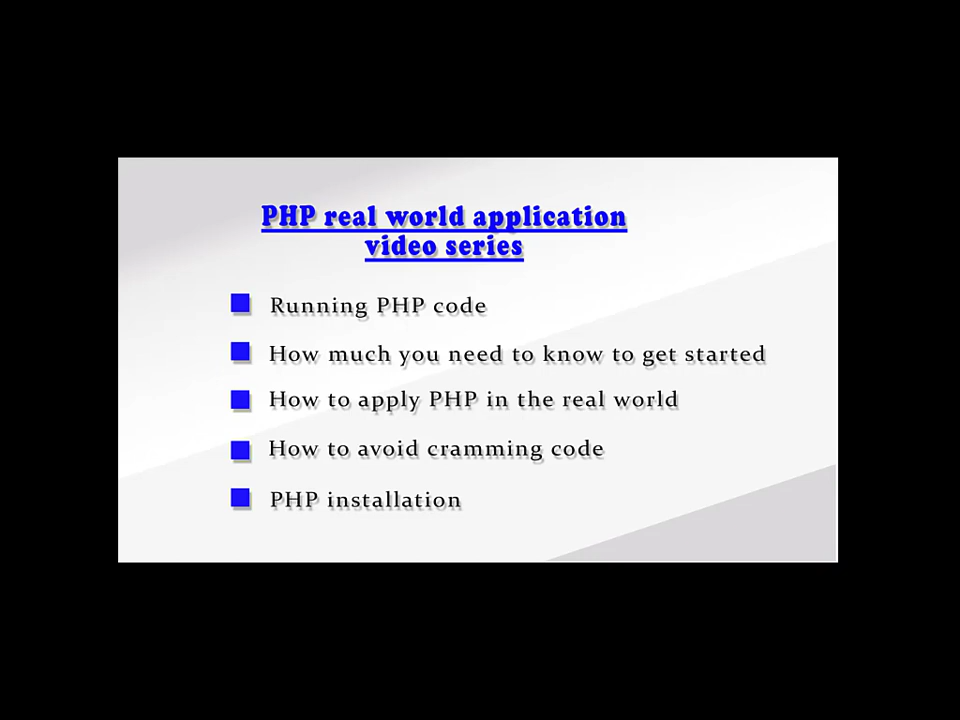 PHP real world application
video series
Running PHP code
How much you need to know to get started
How to apply PHP in the real world
How to avoid cramming code
PHP installation